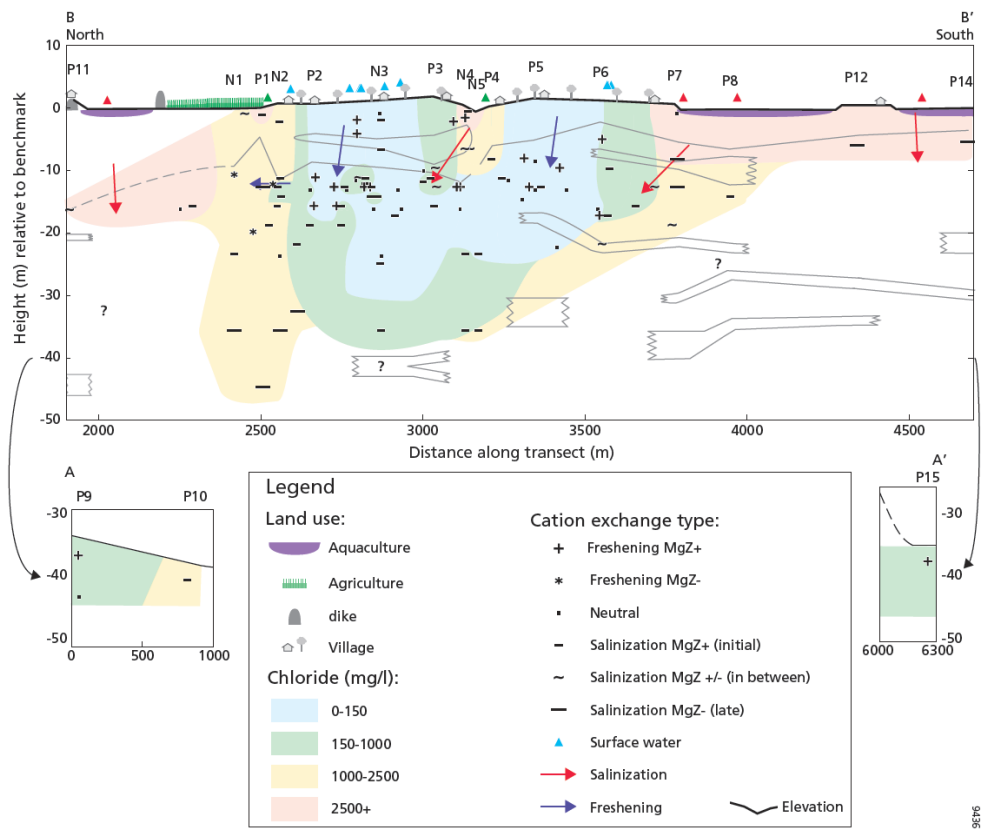 B
North
B'
South
P11
N1
P1
N2
P2
N3
P3
N4
N5
P4
P5
P6
P7
P8
P12
P14
Height (m) relative to benchmark
10
0
-10
-20
-30
-40
-50
?
?
?
2000
2500
3000
3500
4000
4500
Distance along transect (m)
A
P9
P10
-30
-40
-50
0
500
1000
A'
P15
-30
-40
-50
6000
6300
Legend
Land use:
Aquaculture
Agriculture
dike
Village
Chloride (mg/l):
0-150
150-1000
1000-2500
2500+
Cation exchange type:
+ Freshening MgZ+
* Freshening MgZ-
Neutral
- Salinization MgZ+ (initial)
~ Salinization MgZ +/- (in between)
— Salinization MgZ- (late)
Surface water
Salinization
Freshening
Elevation
9436